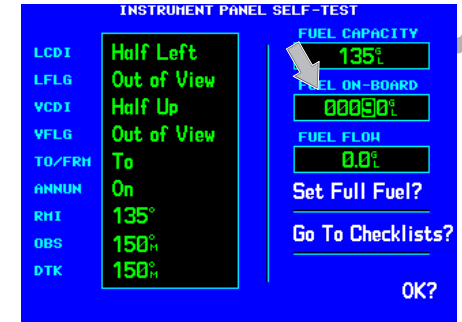 INSTRUMENT PANEL SELF-TEST
LCDI Half Left
LFLG Out of View
VCDI Half Up
VFLG Out of View
TO/FRM To
ANNUN On
RMI 135°
OBS 150°M
DTK 150°M
FUEL CAPACITY
135GL
FUEL ON-BOARD
00090GL
FUEL FLOW
0.0GL
Set Full Fuel?
Go To Checklists?
OK?